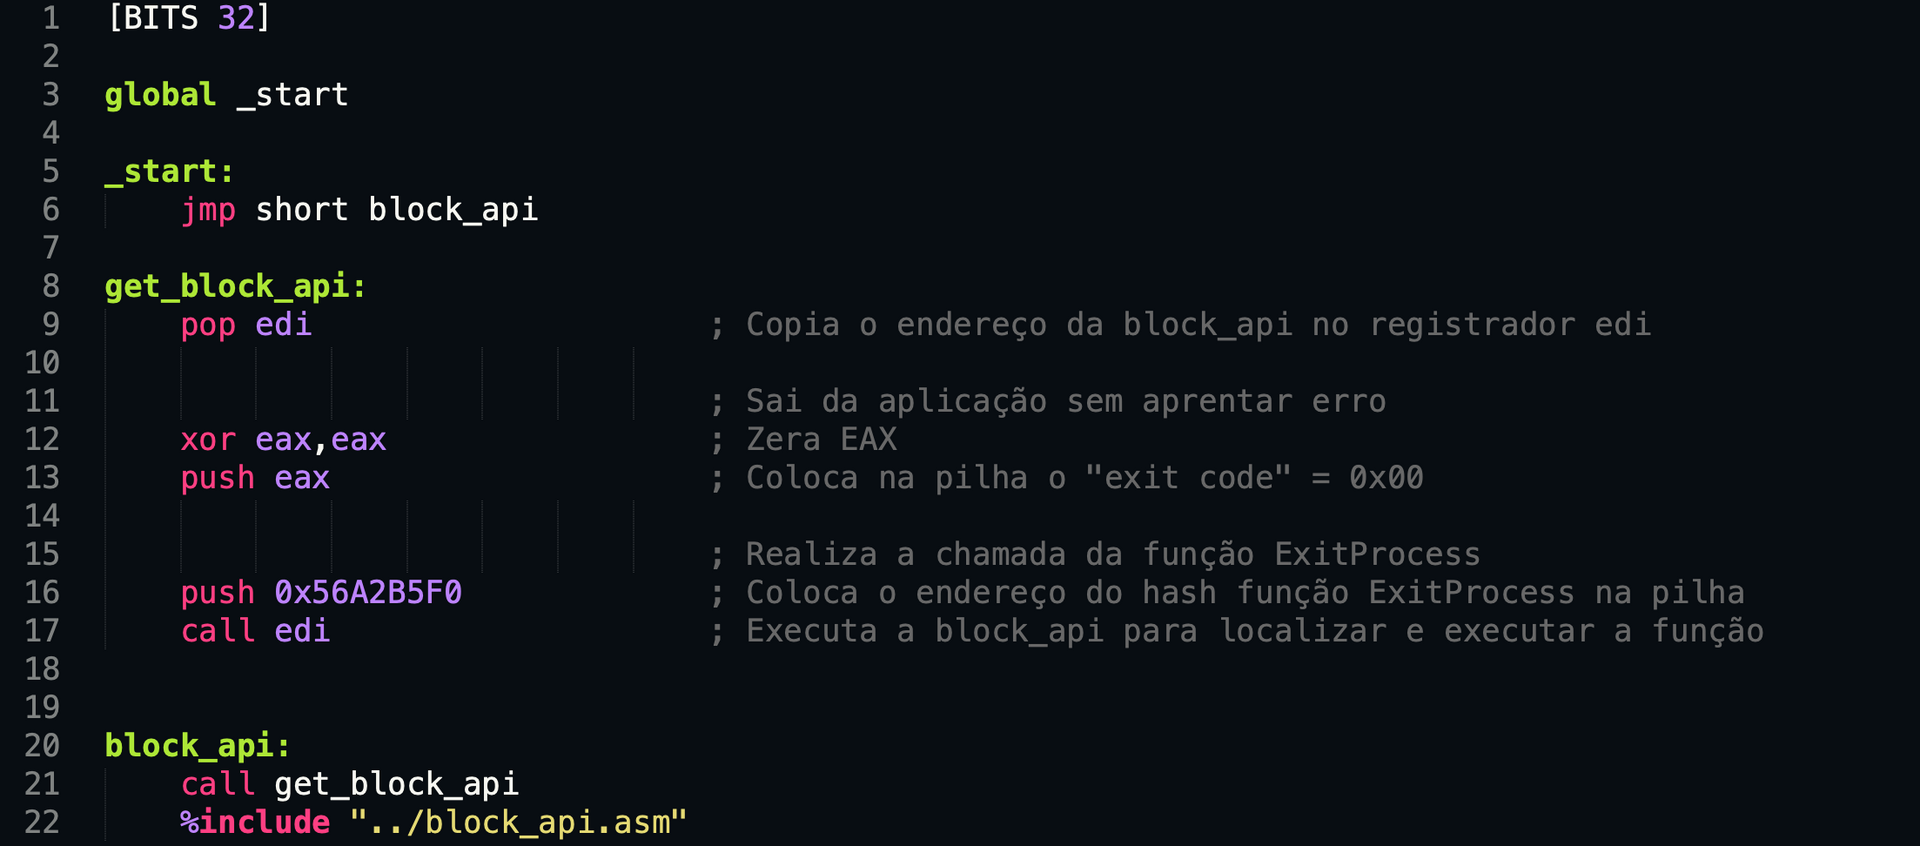 1 [BITS 32]
2
3 global _start
4
5 _start:
6 jmp short block_api
7
8 get_block_api:
9 pop edi ; Copia o endereço da block_api no registrador edi
10
11 ; Sai da aplicação sem aprentar erro
12 xor eax,eax ; Zera EAX
13 push eax ; Coloca na pilha o "exit code" = 0x00
14
15 ; Realiza a chamada da função ExitProcess
16 push 0x56A2B5F0 ; Coloca o endereço do hash função ExitProcess na pilha
17 call edi ; Executa a block_api para localizar e executar a função
18
19
20 block_api:
21 call get_block_api
22 %include "../block_api.asm"